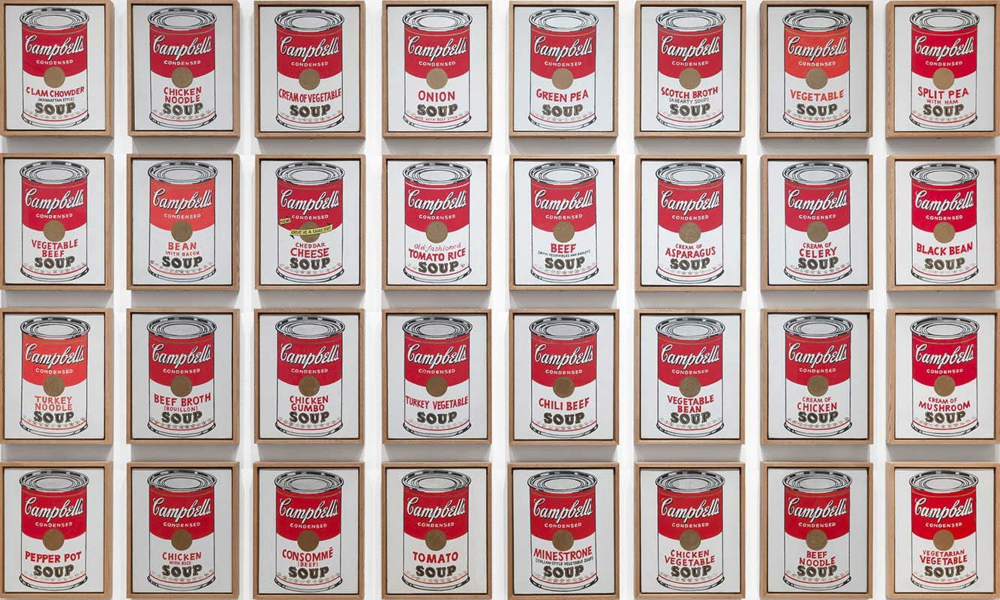 Campbell's
CONDENSED
CLAM CHOWDER
(MANHATTAN STYLE)
SOUP
Campbell's
CONDENSED
CHICKEN
NOODLE
SOUP
Campbell's
CONDENSED
CREAM OF VEGETABLE
SOUP
Campbell's
CONDENSED
ONION
SOUP
MADE WITH BEEF STOCK
Campbell's
CONDENSED
GREEN PEA
SOUP
Campbell's
CONDENSED
SCOTCH BROTH
(A HEARTY SOUP)
SOUP
Campbell's
CONDENSED
VEGETABLE
SOUP
Campbell's
CONDENSED
SPLIT PEA
WITH HAM
SOUP
Campbell's
CONDENSED
VEGETABLE
BEEF
SOUP
Campbell's
CONDENSED
BEAN
WITH BACON
SOUP
Campbell's
CONDENSED
NEW!
GREAT AS A SAUCE TOO!
CHEDDAR
CHEESE
SOUP
Campbell's
CONDENSED
Old-fashioned
TOMATO RICE
SOUP
Campbell's
CONDENSED
BEEF
(WITH VEGETABLES AND BARLEY)
SOUP
Campbell's
CONDENSED
CREAM OF
ASPARAGUS
SOUP
Campbell's
CONDENSED
CREAM OF
CELERY
SOUP
Campbell's
CONDENSED
BLACK BEAN
SOUP
Campbell's
CONDENSED
TURKEY
NOODLE
SOUP
Campbell's
CONDENSED
BEEF BROTH
(BOUILLON)
SOUP
Campbell's
CONDENSED
CHICKEN
GUMBO
SOUP
Campbell's
CONDENSED
TURKEY VEGETABLE
SOUP
Campbell's
CONDENSED
CHILI BEEF
SOUP
Campbell's
CONDENSED
VEGETABLE
BEAN
SOUP
Campbell's
CONDENSED
CREAM OF
CHICKEN
SOUP
Campbell's
CONDENSED
CREAM OF
MUSHROOM
SOUP
Campbell's
CONDENSED
PEPPER POT
SOUP
Campbell's
CONDENSED
CHICKEN
WITH RICE
SOUP
Campbell's
CONDENSED
CONSOMMÉ
(BEEF)
SOUP
Campbell's
CONDENSED
TOMATO
SOUP
Campbell's
CONDENSED
MINESTRONE
(ITALIAN-STYLE VEGETABLE SOUP)
SOUP
Campbell's
CONDENSED
CHICKEN
VEGETABLE
SOUP
Campbell's
CONDENSED
BEEF
NOODLE
SOUP
Campbell's
CONDENSED
VEGETARIAN
VEGETABLE
SOUP